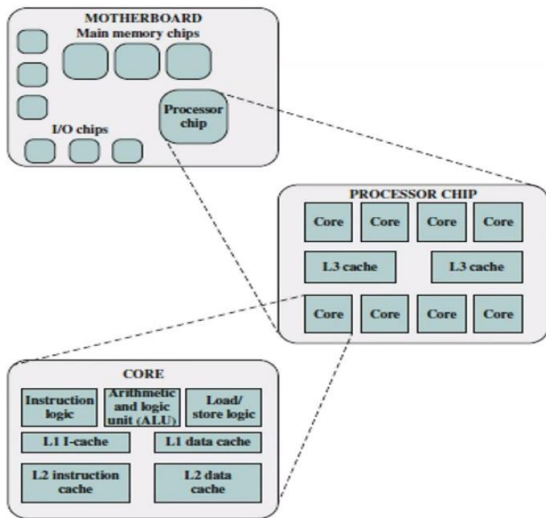 MOTHERBOARD
Main memory chips
Processor
chip
I/O chips
PROCESSOR CHIP
Core Core Core Core
L3 cache L3 cache
Core Core Core Core
CORE
Instruction
logic
Arithmetic
and logic
unit (ALU)
Load/
store logic
L1 I-cache L1 data cache
L2 instruction
cache
L2 data
cache